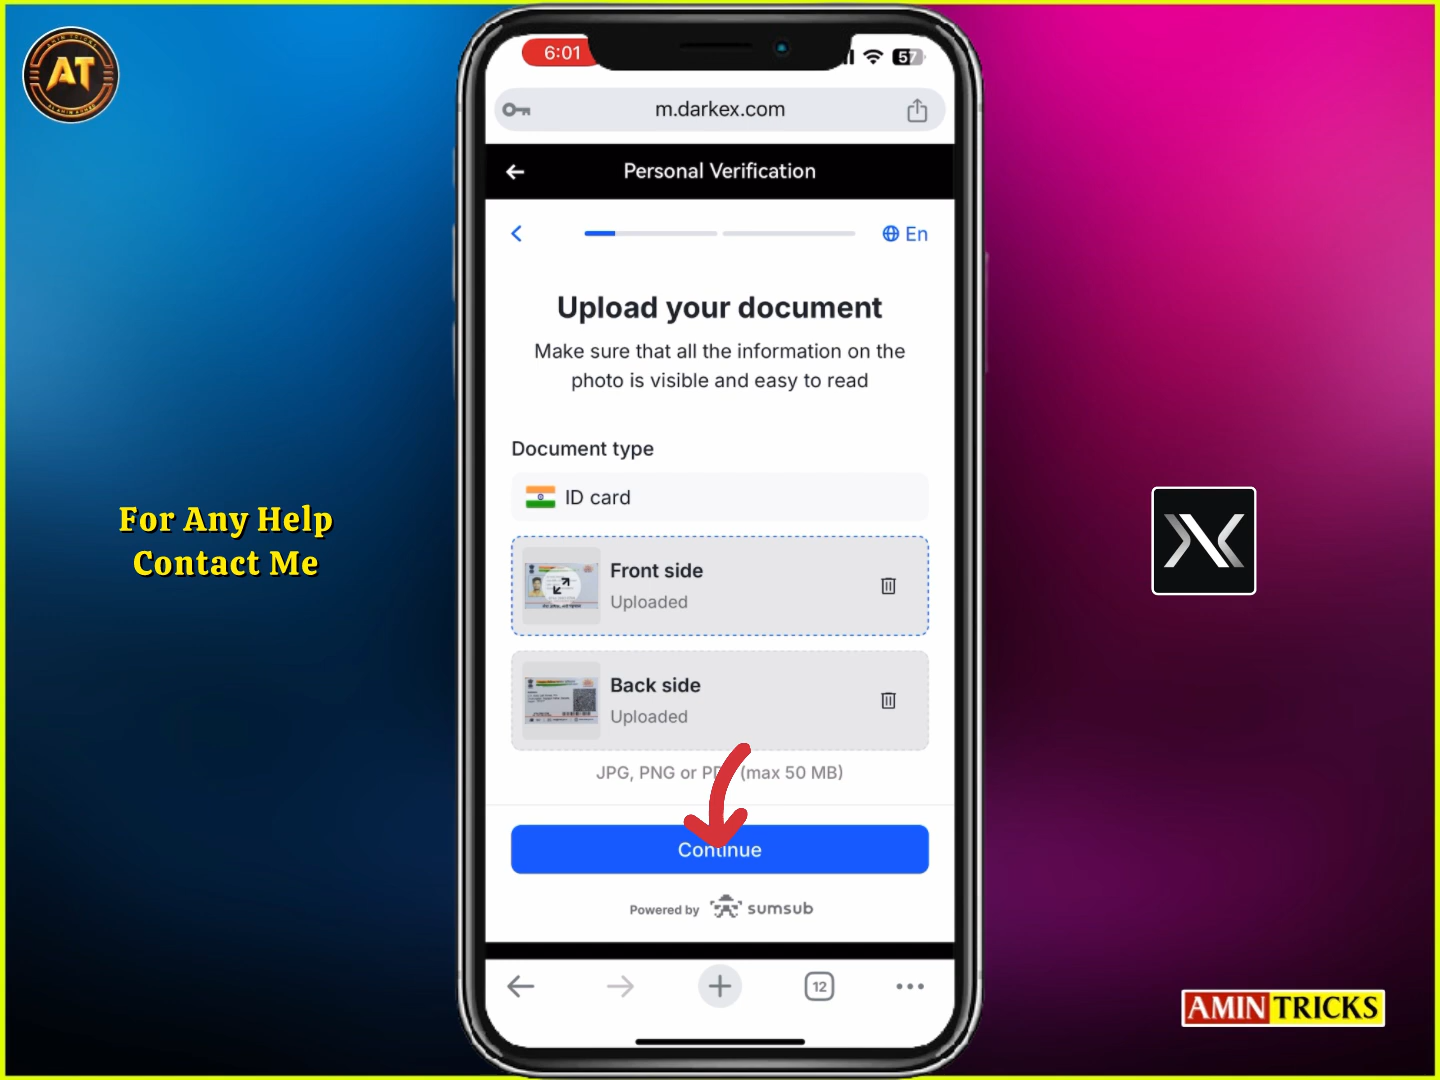 AT
6:01
57
m.darkex.com
Personal Verification
En
Upload your document
Make sure that all the information on the
photo is visible and easy to read
Document type
ID card
For Any Help
Contact Me
Front side
Uploaded
Back side
Uploaded
JPG, PNG or (max 50 MB)
Continue
Powered by sumsub
12
AMIN TRICKS